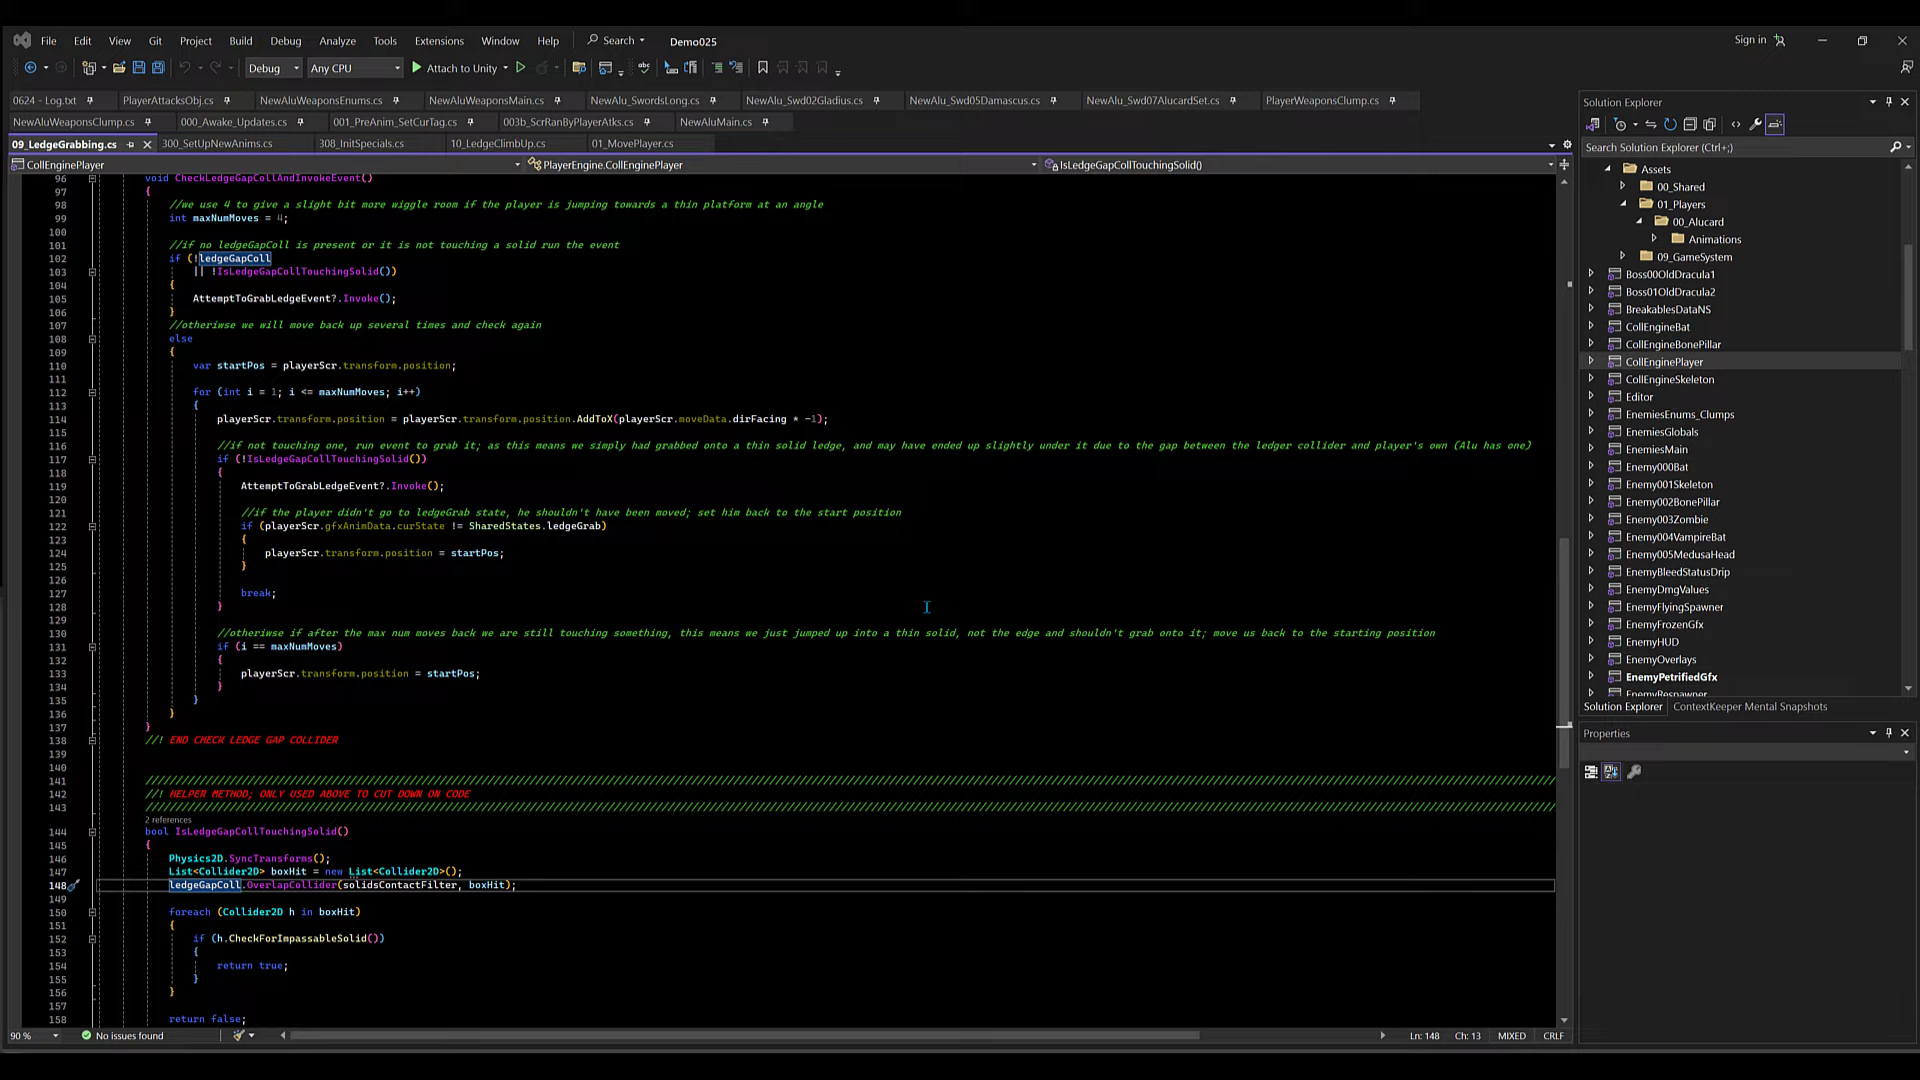 File Edit View Git Project Build Debug Analyze Tools Extensions Window Help Search Demo025 Sign in
Debug Any CPU Attach to Unity
0624 - Log.txt PlayerAttacksObj.cs NewAluWeaponsEnums.cs NewAluWeaponsMain.cs NewAlu_SwordsLong.cs NewAlu_Swd02Gladius.cs NewAlu_Swd05Damascus.cs NewAlu_Swd07AlucardSet.cs PlayerWeaponsClump.cs
NewAluWeaponsClump.cs 000_Awake_Updates.cs 001_PreAnim_SetCurTag.cs 003b_ScrRanByPlayerAtks.cs NewAluMain.cs
09_LedgeGrabbing.cs 300_SetUpNewAnims.cs 308_InitSpecials.cs 10_LedgeClimbUp.cs 01_MovePlayer.cs
CollEnginePlayer PlayerEngine.CollEnginePlayer IsLedgeGapCollTouchingSolid()
96 void CheckLedgeGapCollAndInvokeEvent()
97 {
98 //we use 4 to give a slight bit more wiggle room if the player is jumping towards a thin platform at an angle
99 int maxNumMoves = 4;
100
101 //if no ledgeGapColl is present or it is not touching a solid run the event
102 if (!ledgeGapColl
103 || !IsLedgeGapCollTouchingSolid())
104 {
105 AttemptToGrabLedgeEvent?.Invoke();
106 }
107 //otheriwse we will move back up several times and check again
108 else
109 {
110 var startPos = playerScr.transform.position;
111
112 for (int i = 1; i <= maxNumMoves; i++)
113 {
114 playerScr.transform.position = playerScr.transform.position.AddToX(playerScr.moveData.dirFacing * -1);
115
116 //if not touching one, run event to grab it; as this means we simply had grabbed onto a thin solid ledge, and may have ended up slightly under it due to the gap between the ledger collider and player's own (Alu has one)
117 if (!IsLedgeGapCollTouchingSolid())
118 {
119 AttemptToGrabLedgeEvent?.Invoke();
120
121 //if the player didn't go to ledgeGrab state, he shouldn't have been moved; set him back to the start position
122 if (playerScr.gfxAnimData.curState != SharedStates.ledgeGrab)
123 {
124 playerScr.transform.position = startPos;
125 }
126
127 break;
128 }
129
130 //otheriwse if after the max num moves back we are still touching something, this means we just jumped up into a thin solid, not the edge and shouldn't grab onto it; move us back to the starting position
131 if (i == maxNumMoves)
132 {
133 playerScr.transform.position = startPos;
134 }
135 }
136 }
137 }
138 //! END CHECK LEDGE GAP COLLIDER
139
140
141
142 //! HELPER METHOD; ONLY USED ABOVE TO CUT DOWN ON CODE
143
2 references
144 bool IsLedgeGapCollTouchingSolid()
145 {
146 Physics2D.SyncTransforms();
147 List<Collider2D> boxHit = new List<Collider2D>();
148 ledgeGapColl.OverlapCollider(solidsContactFilter, boxHit);
149
150 foreach (Collider2D h in boxHit)
151 {
152 if (h.CheckForImpassableSolid())
153 {
154 return true;
155 }
156 }
157
158 return false;
90 % No issues found Ln: 148 Ch: 13 MIXED CRLF
Solution Explorer
Search Solution Explorer (Ctrl+;)
Assets
00_Shared
01_Players
00_Alucard
Animations
09_GameSystem
Boss00OldDracula1
Boss01OldDracula2
BreakablesDataNS
CollEngineBat
CollEngineBonePillar
CollEnginePlayer
CollEngineSkeleton
Editor
EnemiesEnums_Clumps
EnemiesGlobals
EnemiesMain
Enemy000Bat
Enemy001Skeleton
Enemy002BonePillar
Enemy003Zombie
Enemy004VampireBat
Enemy005MedusaHead
EnemyBleedStatusDrip
EnemyDmgValues
EnemyFlyingSpawner
EnemyFrozenGfx
EnemyHUD
EnemyOverlays
EnemyPetrifiedGfx
EnemyRespawner
Solution Explorer ContextKeeper Mental Snapshots
Properties